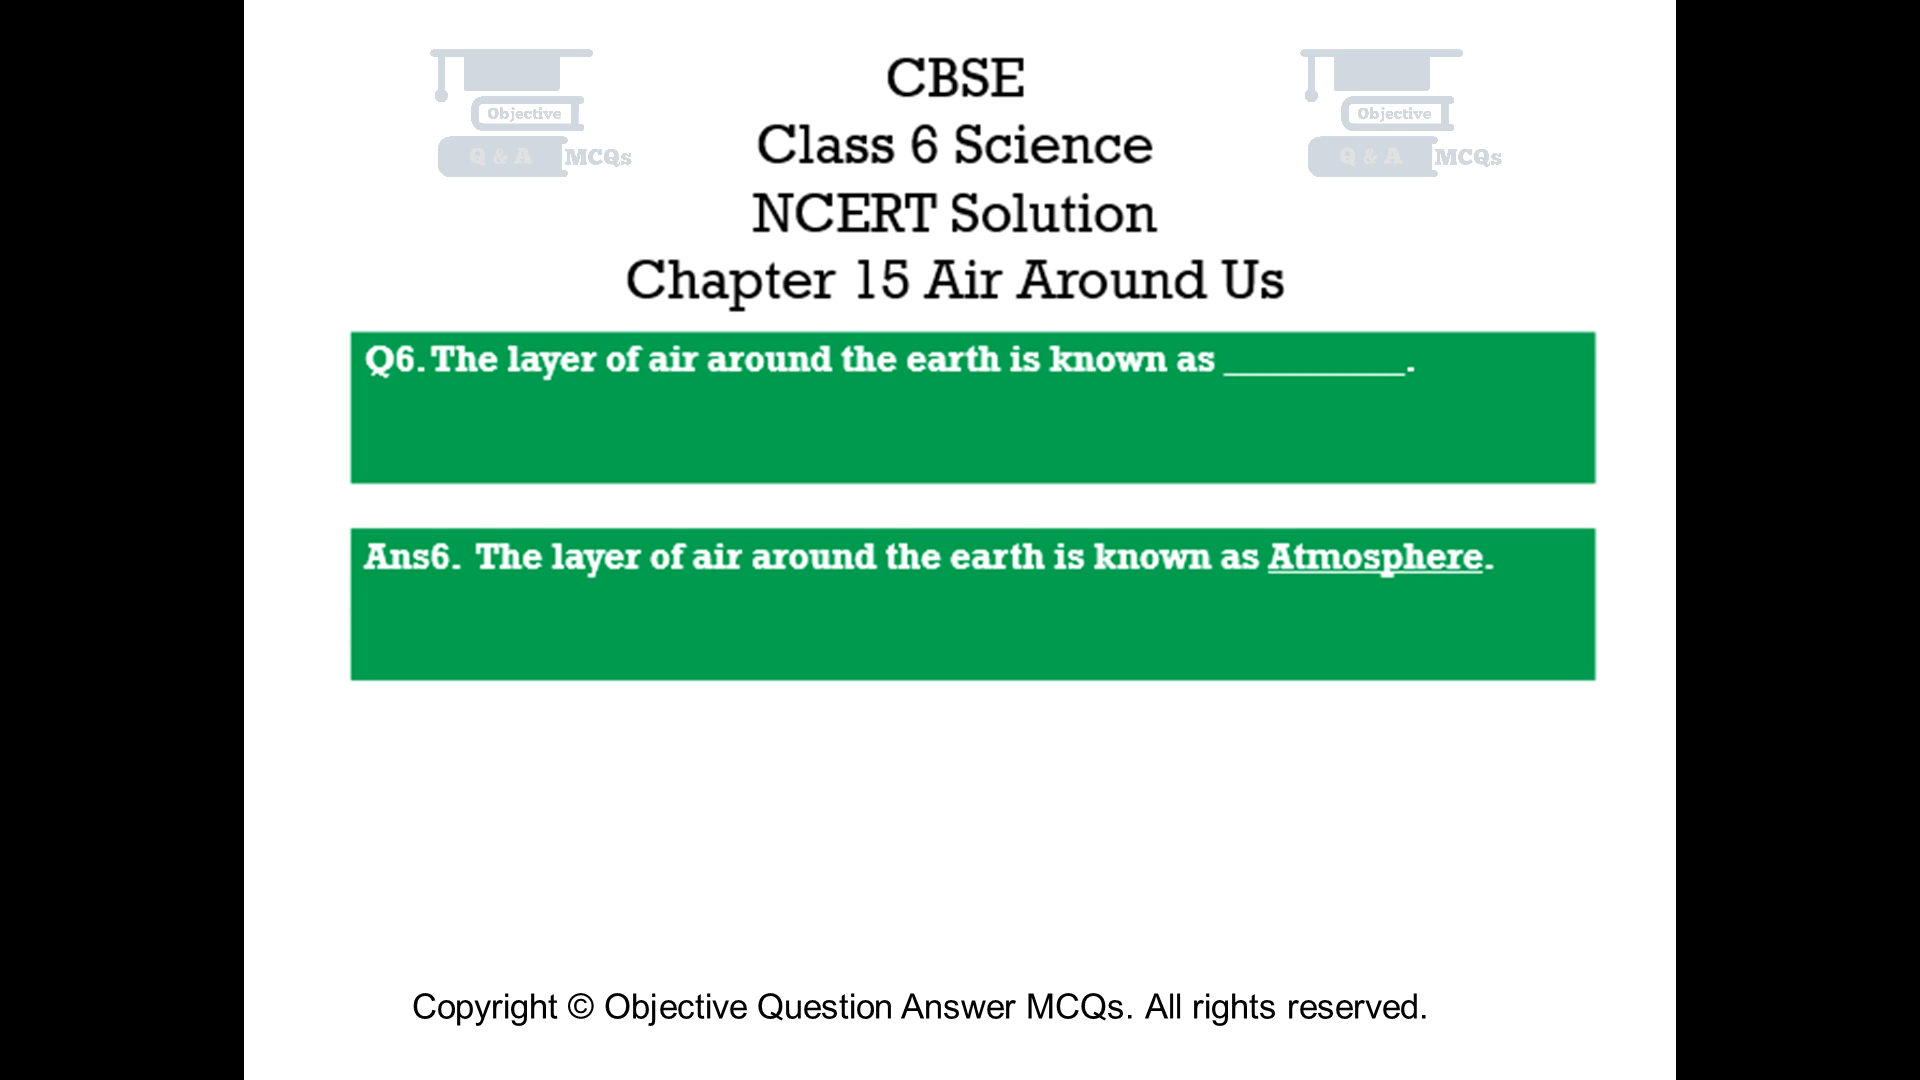 CBSE
Class 6 Science
NCERT Solution
Chapter 15 Air Around Us
Objective
Q & A MCQs
Objective
Q & A MCQs
Q6. The layer of air around the earth is known as __________.
Ans6. The layer of air around the earth is known as Atmosphere.
Copyright © Objective Question Answer MCQs. All rights reserved.